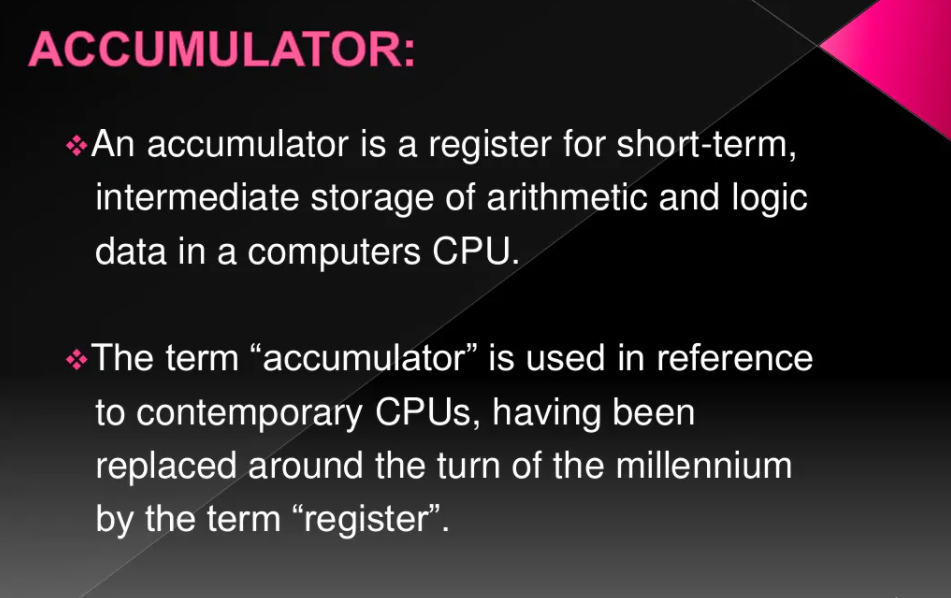 ACCUMULATOR:
❖An accumulator is a register for short-term,
intermediate storage of arithmetic and logic
data in a computers CPU.
❖The term “accumulator” is used in reference
to contemporary CPUs, having been
replaced around the turn of the millennium
by the term “register”.